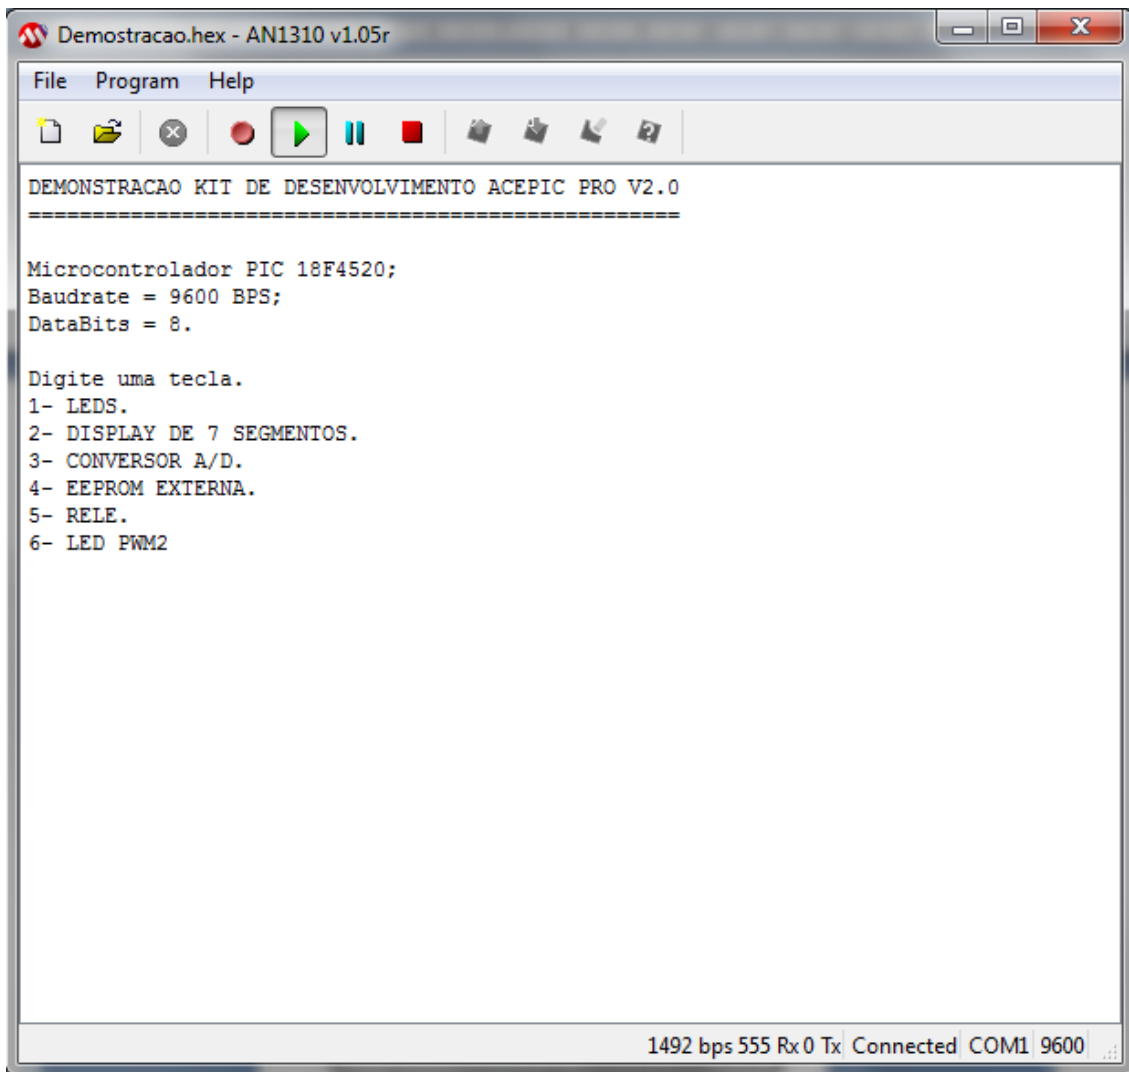 Demostracao.hex - AN1310 v1.05r
File Program Help
DEMONSTRACAO KIT DE DESENVOLVIMENTO ACEPIC PRO V2.0
===================================================
Microcontrolador PIC 18F4520;
Baudrate = 9600 BPS;
DataBits = 8.
Digite uma tecla.
1- LEDS.
2- DISPLAY DE 7 SEGMENTOS.
3- CONVERSOR A/D.
4- EEPROM EXTERNA.
5- RELE.
6- LED PWM2
1492 bps 555 Rx 0 Tx Connected COM1 9600